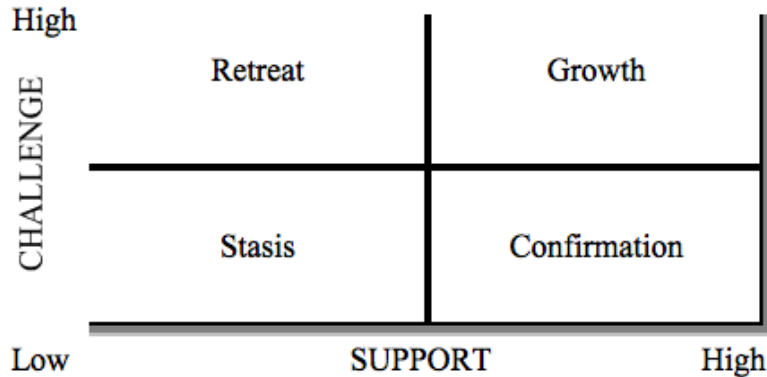 High
Retreat Growth
CHALLENGE
Stasis Confirmation
Low SUPPORT High